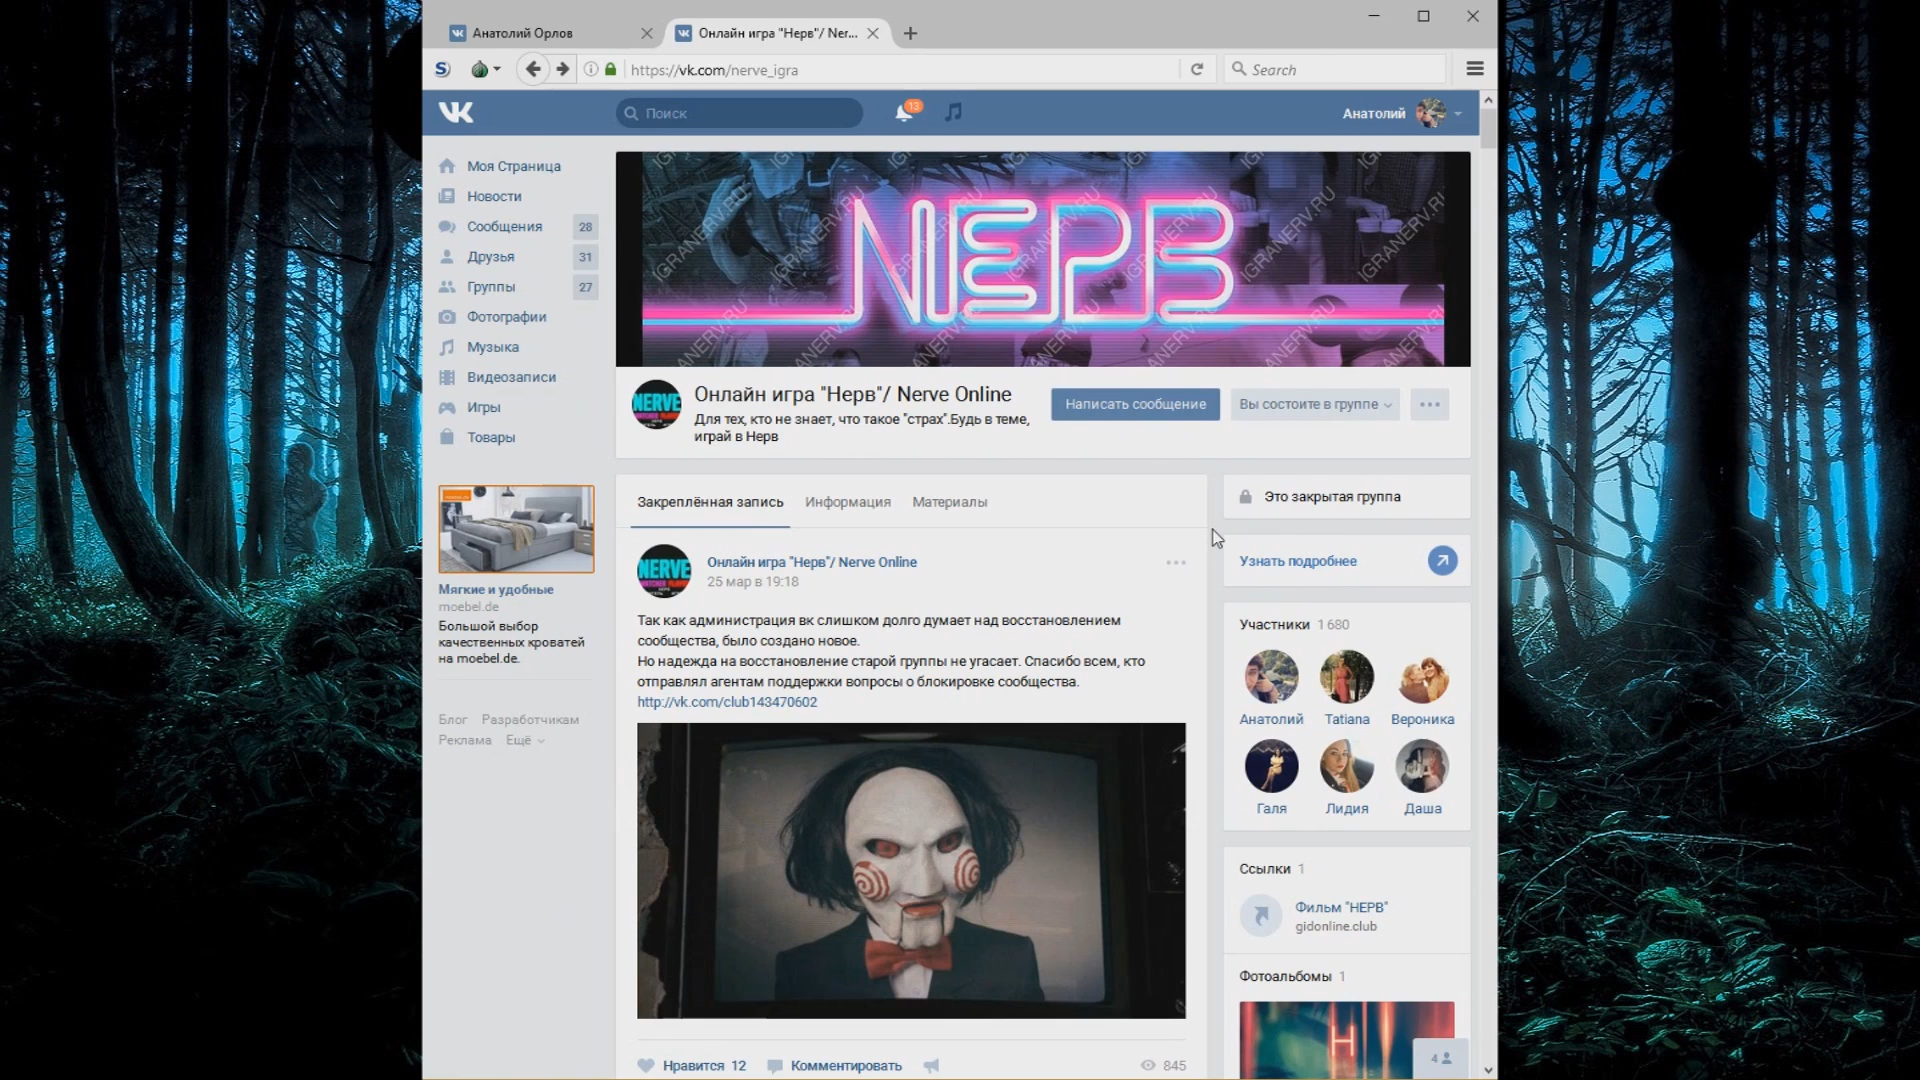 Анатолий Орлов
Онлайн игра "Нерв"/ Ner...
https://vk.com/nerve_igra
Search
Поиск
13
Анатолий
Моя Страница
Новости
Сообщения 28
Друзья 31
Группы 27
Фотографии
Музыка
Видеозаписи
Игры
Товары
Мягкие и удобные
moebel.de
Большой выбор
качественных кроватей
на moebel.de.
Блог Разработчикам
Реклама Ещё
НЕРВ
IGRANERV.RU
Онлайн игра "Нерв"/ Nerve Online
Для тех, кто не знает, что такое "страх".Будь в теме,
играй в Нерв
Написать сообщение
Вы состоите в группе
NERVE
Закреплённая запись Информация Материалы
NERVE
Онлайн игра "Нерв"/ Nerve Online
25 мар в 19:18
Так как администрация вк слишком долго думает над восстановлением
сообщества, было создано новое.
Но надежда на восстановление старой группы не угасает. Спасибо всем, кто
отправлял агентам поддержки вопросы о блокировке сообщества.
http://vk.com/club143470602
Нравится 12 Комментировать 845
Это закрытая группа
Узнать подробнее
Участники 1 680
Анатолий Tatiana Вероника
Галя Лидия Даша
Ссылки 1
Фильм "НЕРВ"
gidonline.club
Фотоальбомы 1
Н
4